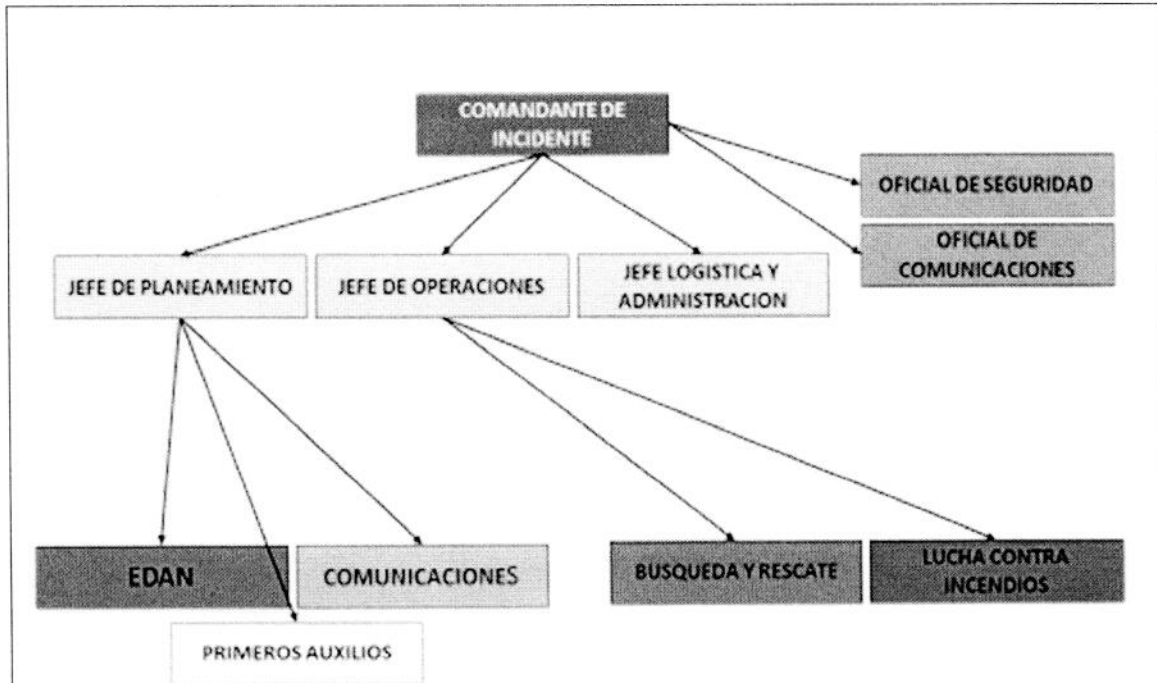 COMANDANTE DE
INCIDENTE
OFICIAL DE SEGURIDAD
OFICIAL DE
COMUNICACIONES
JEFE DE PLANEAMIENTO
JEFE DE OPERACIONES
JEFE LOGISTICA Y
ADMINISTRACION
EDAN
COMUNICACIONES
BUSQUEDA Y RESCATE
LUCHA CONTRA
INCENDIOS
PRIMEROS AUXILIOS